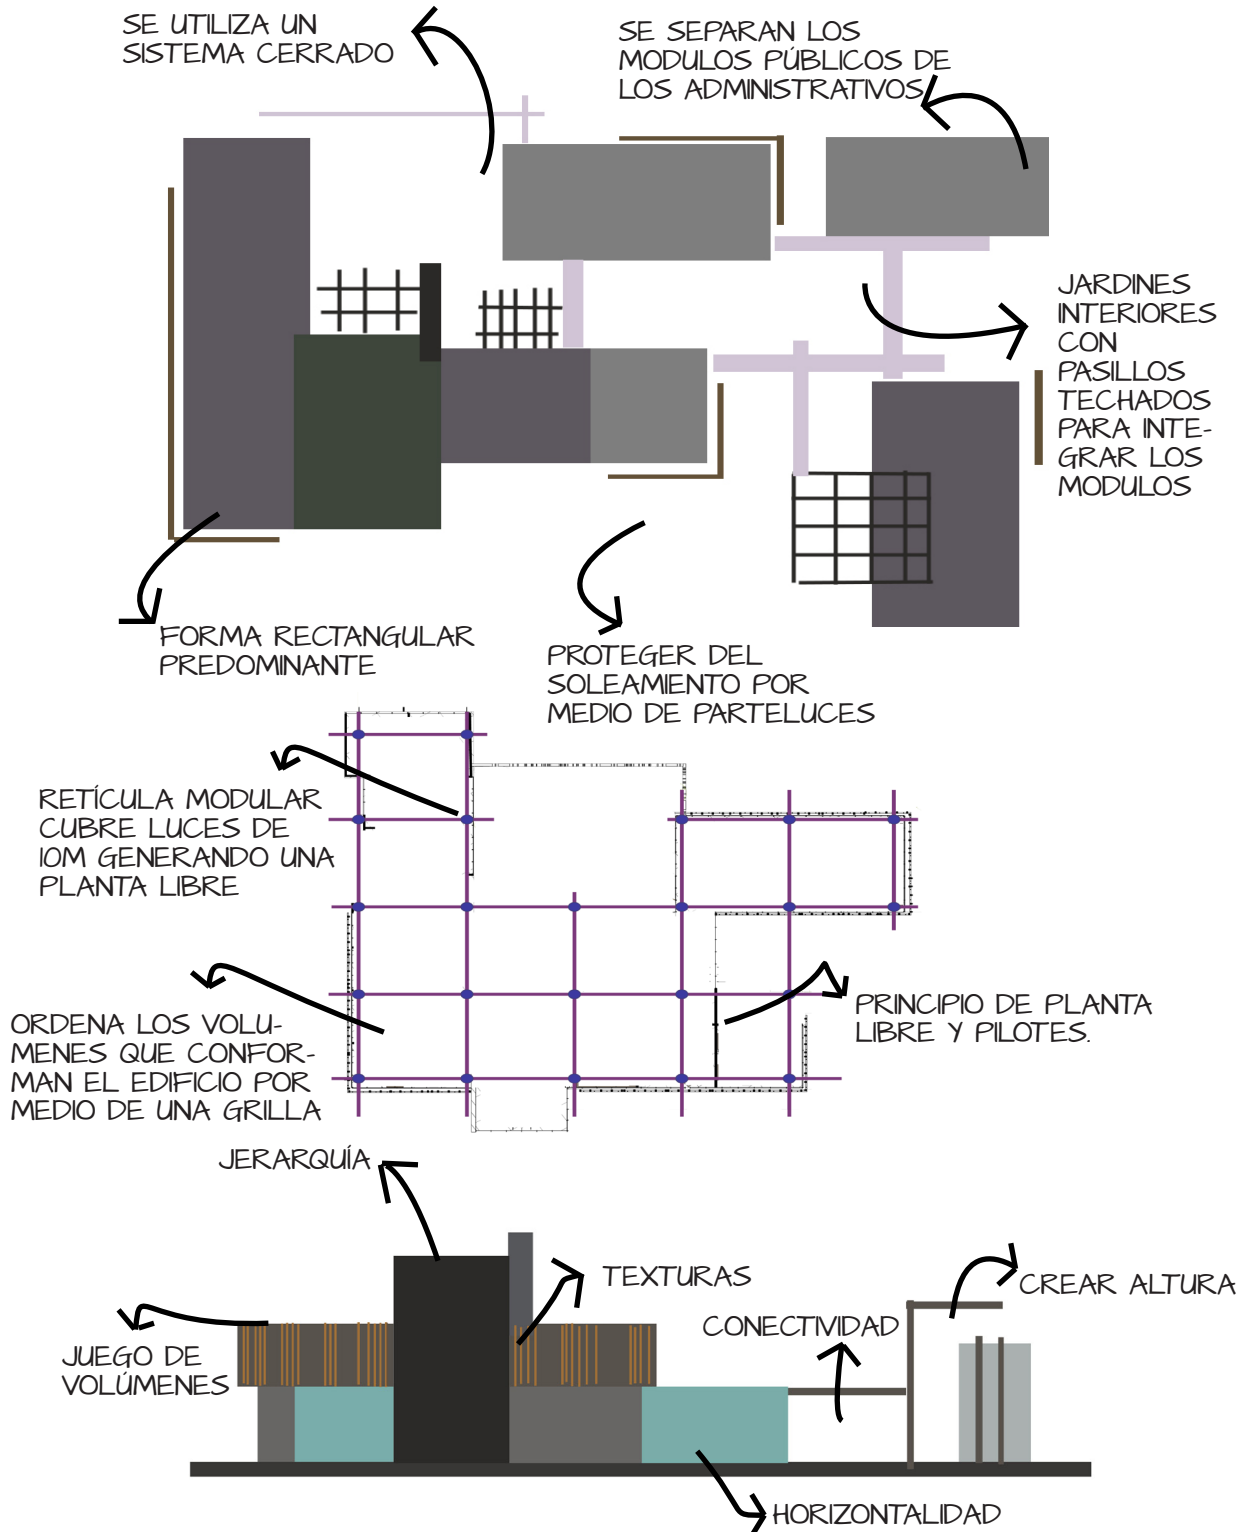 SE UTILIZA UN
SISTEMA CERRADO
SE SEPARAN LOS
MODULOS PÚBLICOS DE
LOS ADMINISTRATIVOS
JARDINES
INTERIORES
CON
PASILLOS
TECHADOS
PARA INTE-
GRAR LOS
MODULOS
FORMA RECTANGULAR
PREDOMINANTE
PROTEGER DEL
SOLEAMIENTO POR
MEDIO DE PARTELUCES
RETÍCULA MODULAR
CUBRE LUCES DE
10M GENERANDO UNA
PLANTA LIBRE
ORDENA LOS VOLU-
MENES QUE CONFOR-
MAN EL EDIFICIO POR
MEDIO DE UNA GRILLA
PRINCIPIO DE PLANTA
LIBRE Y PILOTES.
JERARQUÍA
TEXTURAS
CREAR ALTURA
CONECTIVIDAD
JUEGO DE
VOLÚMENES
HORIZONTALIDAD